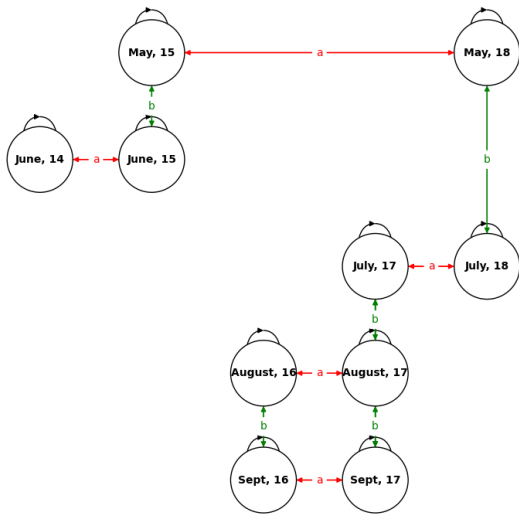 May, 15
a
May, 18
b
June, 14
a
June, 15
b
July, 17
a
July, 18
b
August, 16
a
August, 17
b
b
Sept, 16
a
Sept, 17